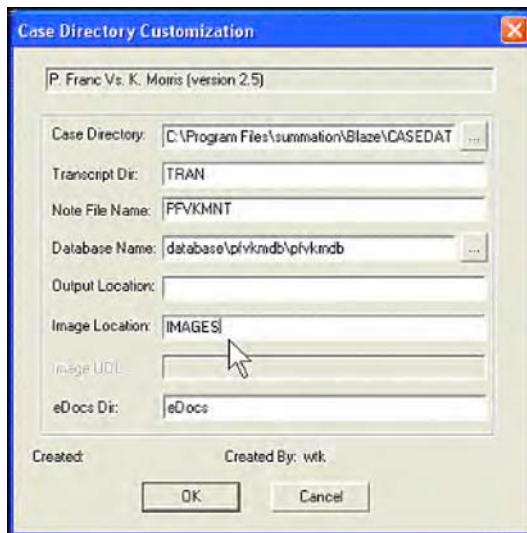 Case Directory Customization
P. Franc Vs. K. Morris (version 2.5)
Case Directory: C:\Program Files\summation\Blaze\CASEDAT ...
Transcript Dir: TRAN
Note File Name: PFVKMNT
Database Name: database\pfvkmdb\pfvkmdb ...
Output Location:
Image Location: IMAGES
Image UDL:
eDocs Dir: eDocs
Created: Created By: wtk
OK Cancel